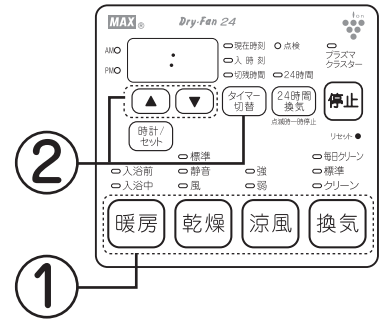 MAX® Dry-Fan 24
ion
AM
PM
:
現在時刻 点検
入時刻
切残時間 24時間
プラズマ
クラスター
▲ ▼
タイマー
切替
24時間
換気
停止
点滅時一時停止
時計/
セット
リセット
標準 毎日クリーン
入浴前 静音 強 標準
入浴中 風 弱 クリーン
暖房 乾燥 涼風 換気
②
①